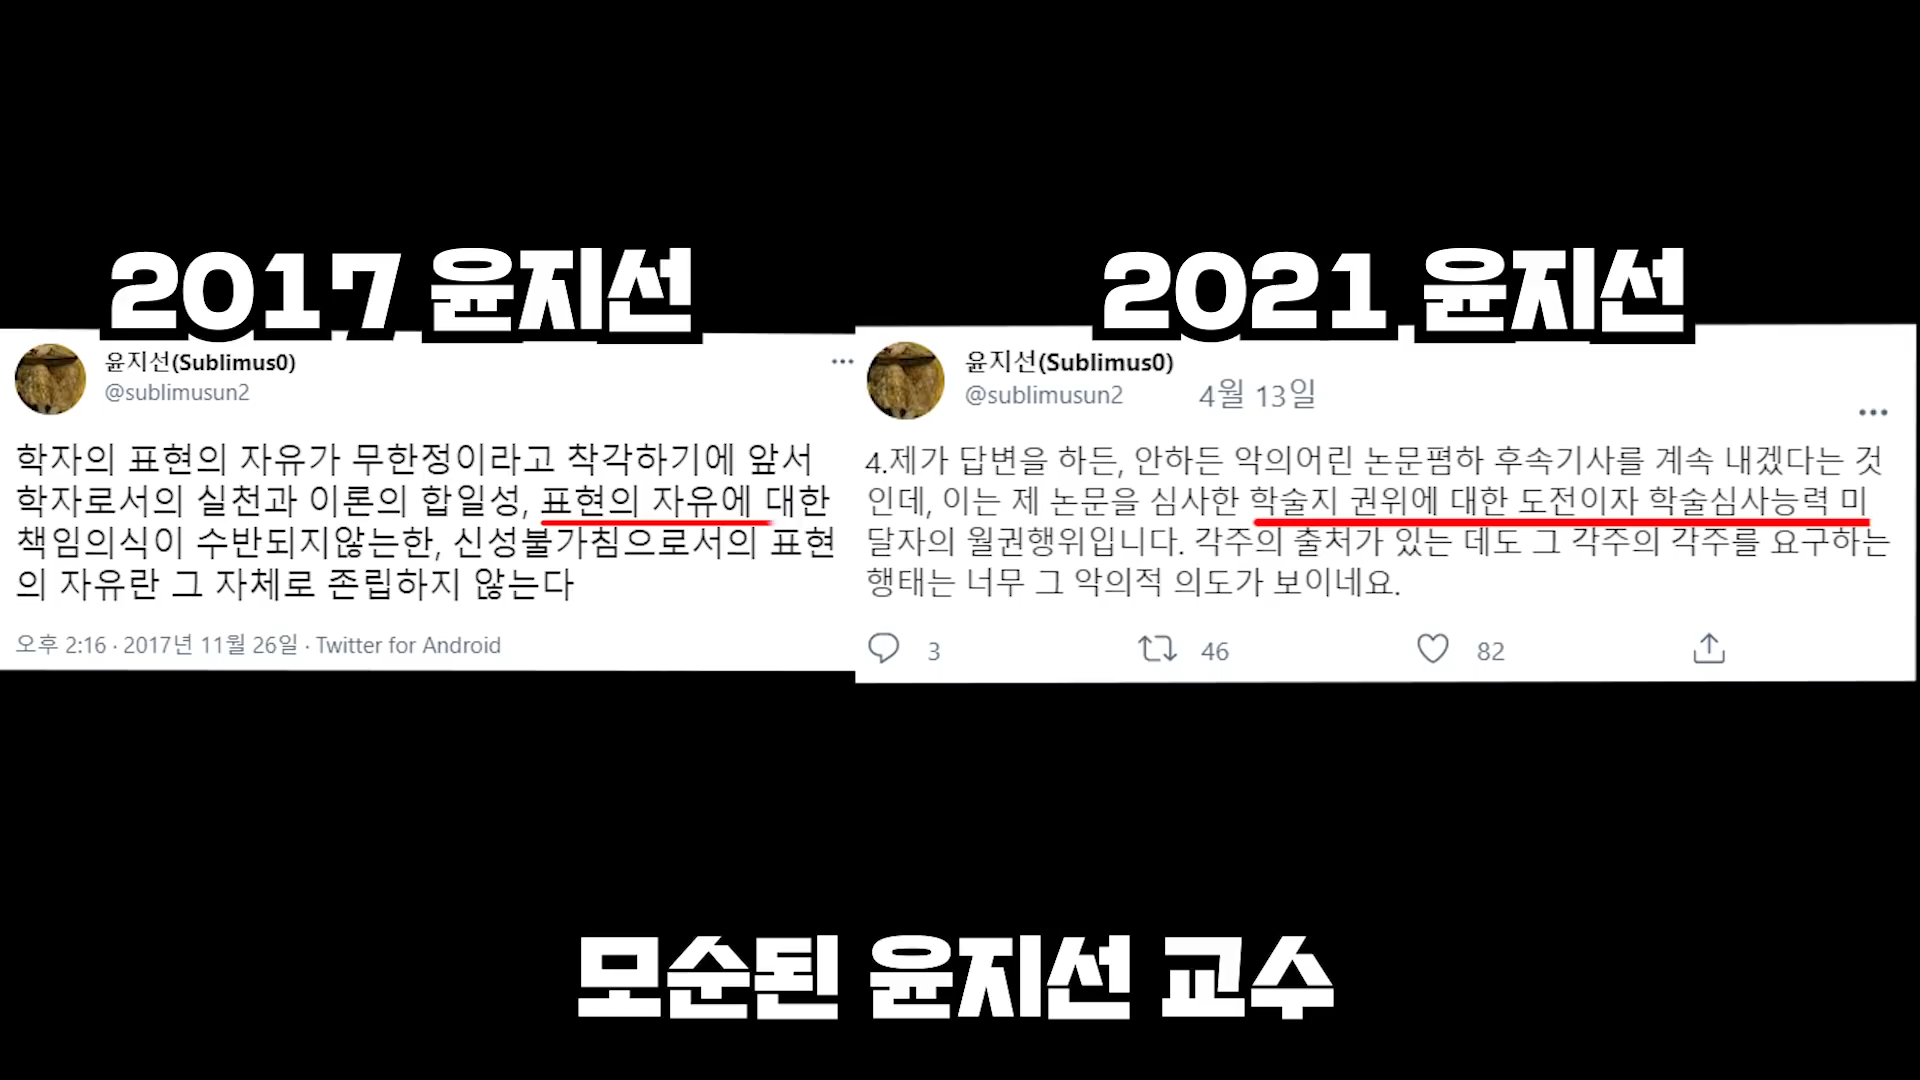 2017 윤지선
윤지선(Sublimus0)
@sublimusun2
학자의 표현의 자유가 무한정이라고 착각하기에 앞서
학자로서의 실천과 이론의 합일성, 표현의 자유에 대한
책임의식이 수반되지않는한, 신성불가침으로서의 표현
의 자유란 그 자체로 존립하지 않는다
오후 2:16 · 2017년 11월 26일 · Twitter for Android
2021 윤지선
윤지선(Sublimus0)
@sublimusun2 4월 13일
4.제가 답변을 하든, 안하든 악의어린 논문폄하 후속기사를 계속 내겠다는 것
인데, 이는 제 논문을 심사한 학술지 권위에 대한 도전이자 학술심사능력 미
달자의 월권행위입니다. 각주의 출처가 있는 데도 그 각주의 각주를 요구하는
행태는 너무 그 악의적 의도가 보이네요.
3 46 82
모순된 윤지선 교수